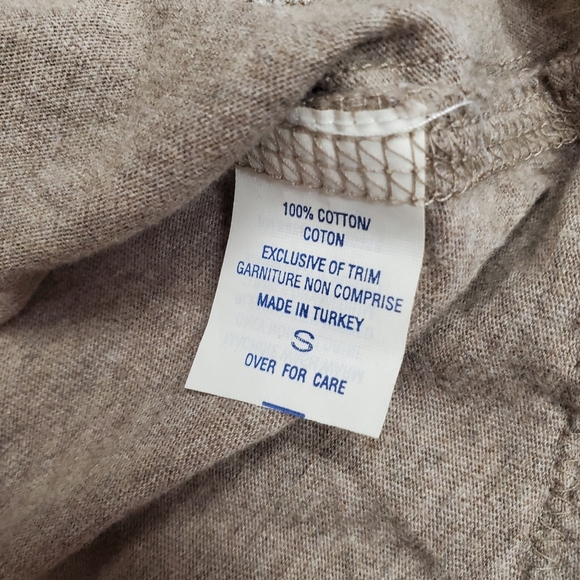 100% COTTON/
COTON
EXCLUSIVE OF TRIM
GARNITURE NON COMPRISE
MADE IN TURKEY
S
OVER FOR CARE